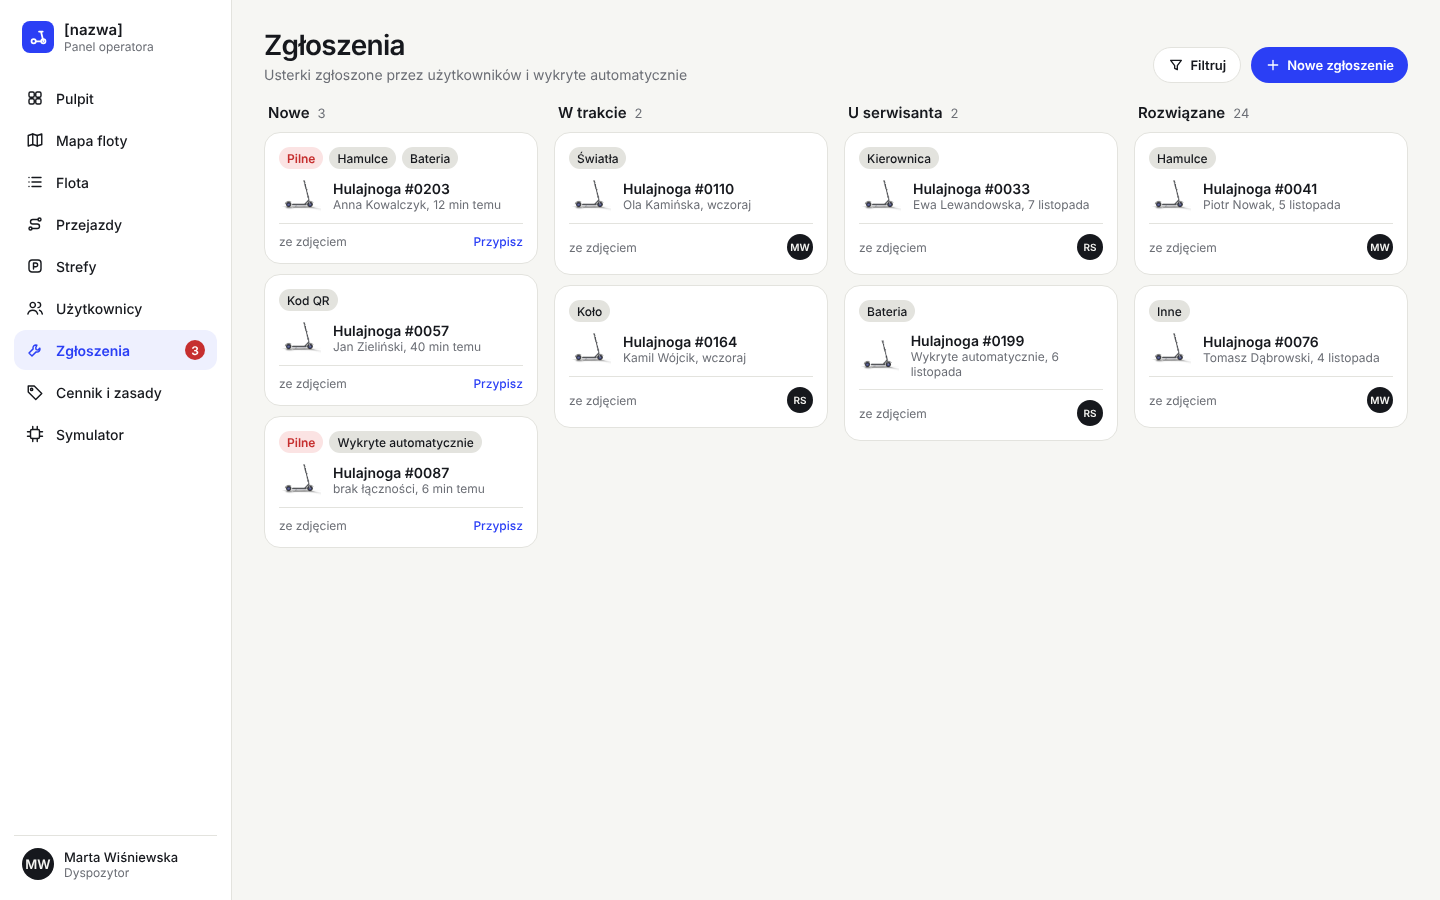 [nazwa]
Panel operatora
Pulpit
Mapa floty
Flota
Przejazdy
Strefy
Użytkownicy
Zgłoszenia 3
Cennik i zasady
Symulator
MW
Marta Wiśniewska
Dyspozytor
Zgłoszenia
Usterki zgłoszone przez użytkowników i wykryte automatycznie
Filtruj
Nowe zgłoszenie
Nowe 3
Pilne Hamulce Bateria
Hulajnoga #0203
Anna Kowalczyk, 12 min temu
ze zdjęciem Przypisz
Kod QR
Hulajnoga #0057
Jan Zieliński, 40 min temu
ze zdjęciem Przypisz
Pilne Wykryte automatycznie
Hulajnoga #0087
brak łączności, 6 min temu
ze zdjęciem Przypisz
W trakcie 2
Światła
Hulajnoga #0110
Ola Kamińska, wczoraj
ze zdjęciem MW
Koło
Hulajnoga #0164
Kamil Wójcik, wczoraj
ze zdjęciem RS
U serwisanta 2
Kierownica
Hulajnoga #0033
Ewa Lewandowska, 7 listopada
ze zdjęciem RS
Bateria
Hulajnoga #0199
Wykryte automatycznie, 6
listopada
ze zdjęciem RS
Rozwiązane 24
Hamulce
Hulajnoga #0041
Piotr Nowak, 5 listopada
ze zdjęciem MW
Inne
Hulajnoga #0076
Tomasz Dąbrowski, 4 listopada
ze zdjęciem MW